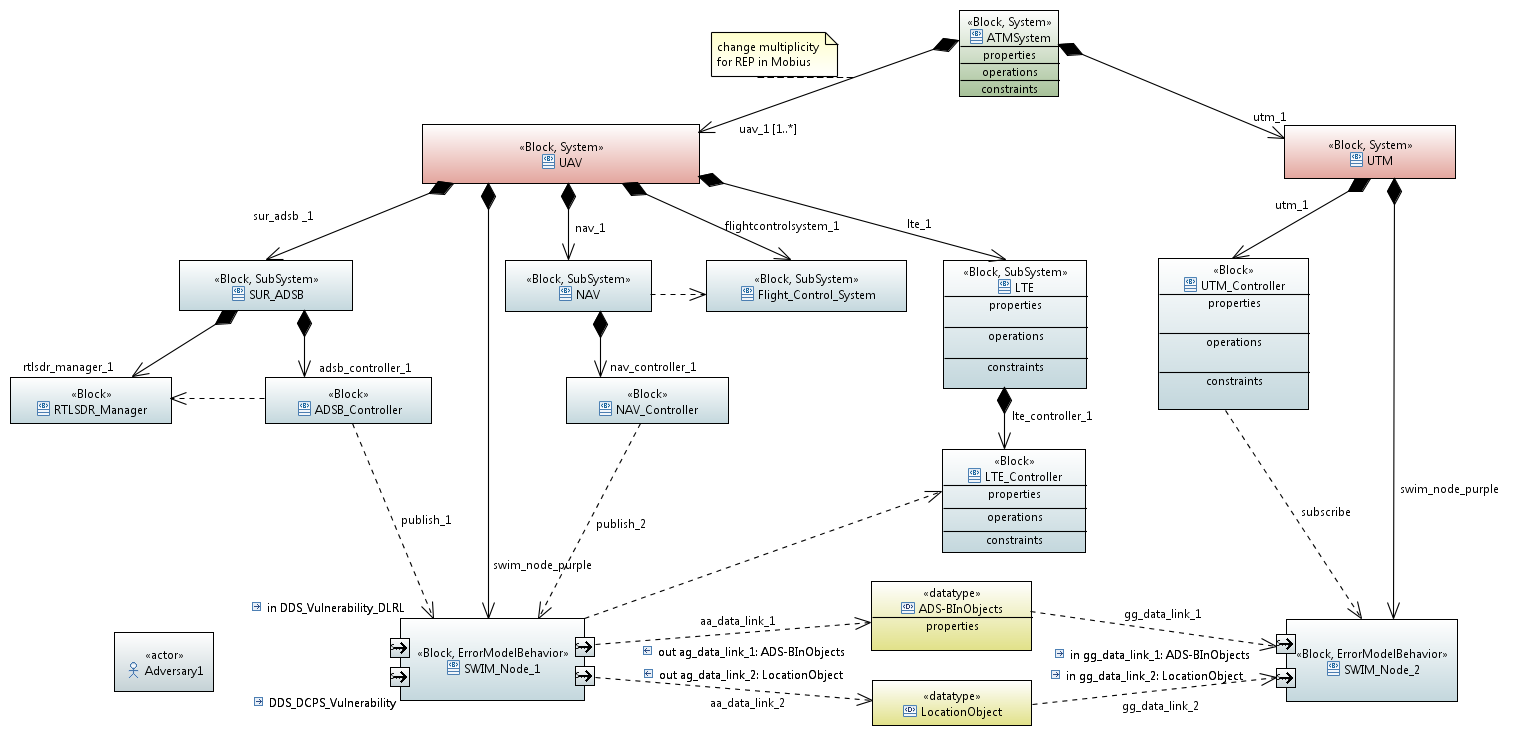 «Block, System»
ATMSystem
properties
operations
constraints
change multiplicity
for REP in Mobius
uav_1 [1..*]
utm_1
«Block, System»
UAV
«Block, System»
UTM
sur_adsb _1
nav_1
flightcontrolsystem_1
lte_1
utm_1
«Block, SubSystem»
SUR_ADSB
«Block, SubSystem»
NAV
«Block, SubSystem»
Flight_Control_System
«Block, SubSystem»
LTE
properties
operations
constraints
«Block»
UTM_Controller
properties
operations
constraints
rtlsdr_manager_1
adsb_controller_1
nav_controller_1
lte_controller_1
«Block»
RTLSDR_Manager
«Block»
ADSB_Controller
«Block»
NAV_Controller
«Block»
LTE_Controller
properties
operations
constraints
publish_1
publish_2
swim_node_purple
subscribe
swim_node_purple
in DDS_Vulnerability_DLRL
«Block, ErrorModelBehavior»
SWIM_Node_1
DDS_DCPS_Vulnerability
«actor»
Adversary1
aa_data_link_1
out ag_data_link_1: ADS-BInObjects
out ag_data_link_2: LocationObject
aa_data_link_2
«datatype»
ADS-BInObjects
properties
«datatype»
LocationObject
gg_data_link_1
in gg_data_link_1: ADS-BInObjects
in gg_data_link_2: LocationObject
gg_data_link_2
«Block, ErrorModelBehavior»
SWIM_Node_2